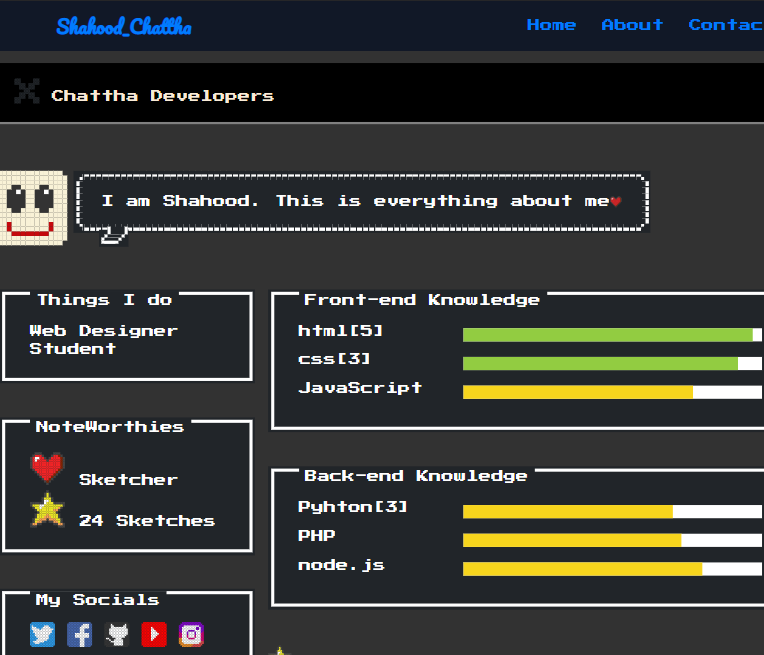 Shahood_Chattha
Home About Contac
Chattha Developers
I am Shahood. This is everything about me
Things I do
Web Designer
Student
NoteWorthies
Sketcher
24 Sketches
My Socials
Front-end Knowledge
html[5]
css[3]
JavaScript
Back-end Knowledge
Pyhton[3]
PHP
node.js